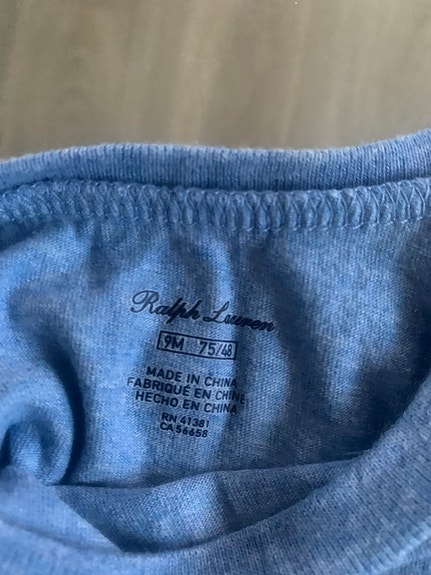 Ralph Lauren
9M 75/48
MADE IN CHINA
FABRIQUÉ EN CHINE
HECHO EN CHINA
RN 41381
CA 56658